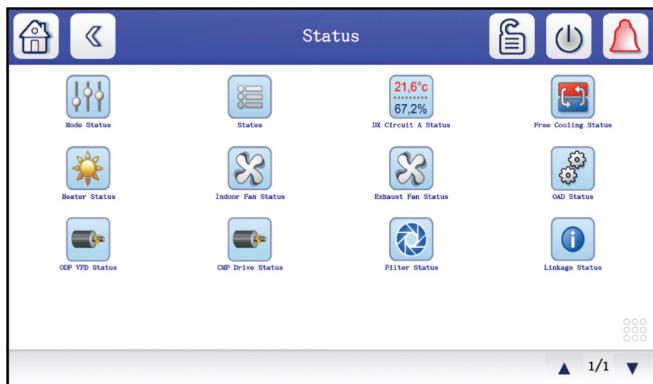 Status
21,6°c
67,2%
Mode Status
States
DX Circuit A Status
Free Cooling Status
Heater Status
Indoor Fan Status
Exhaust Fan Status
OAD Status
ODF VFD Status
CMP Drive Status
Filter Status
Linkage Status
1/1